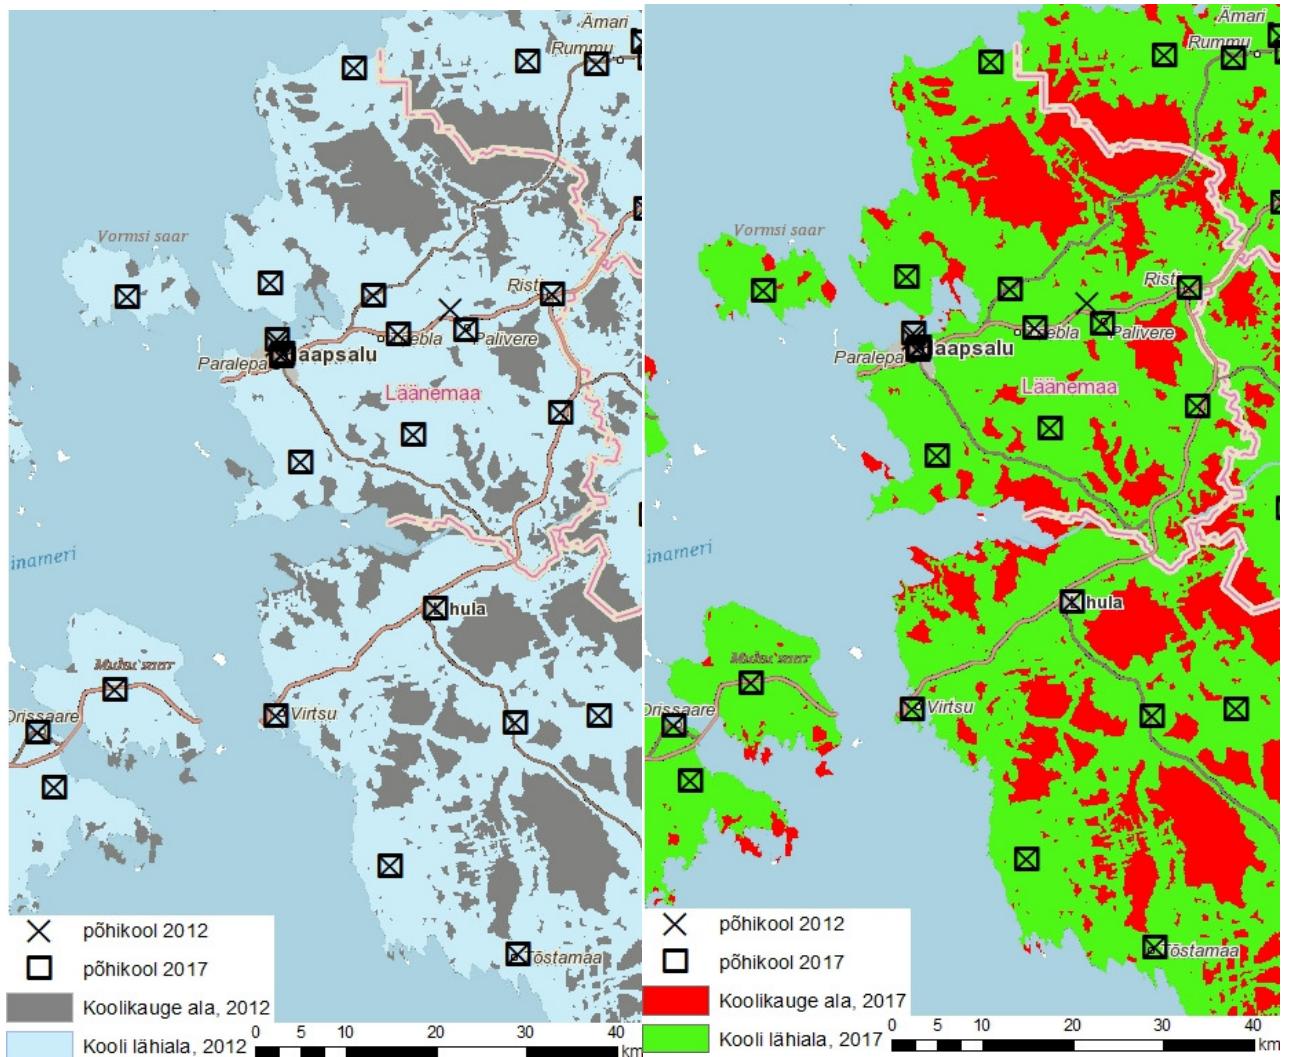 Ämari
Rummu
Vormsi saar
Risti
Palivere
Paralepa
Haapsalu
Läänemaa
inameri
hula
Muhu saar
Orissaare
Virtsu
Tõstamaa
põhikool 2012
põhikool 2017
Koolikauge ala, 2012
Kooli lähiala, 2012
0 5 10 20 30 40
km
Ämari
Rummu
Vormsi saar
Risti
ebla
Palivere
Paralepa
aapsalu
Läänemaa
inameri
hula
Muhu saar
Orissaare
Virtsu
Tõstamaa
põhikool 2012
põhikool 2017
Koolikauge ala, 2017
Kooli lähiala, 2017
0 5 10 20 30 40
km